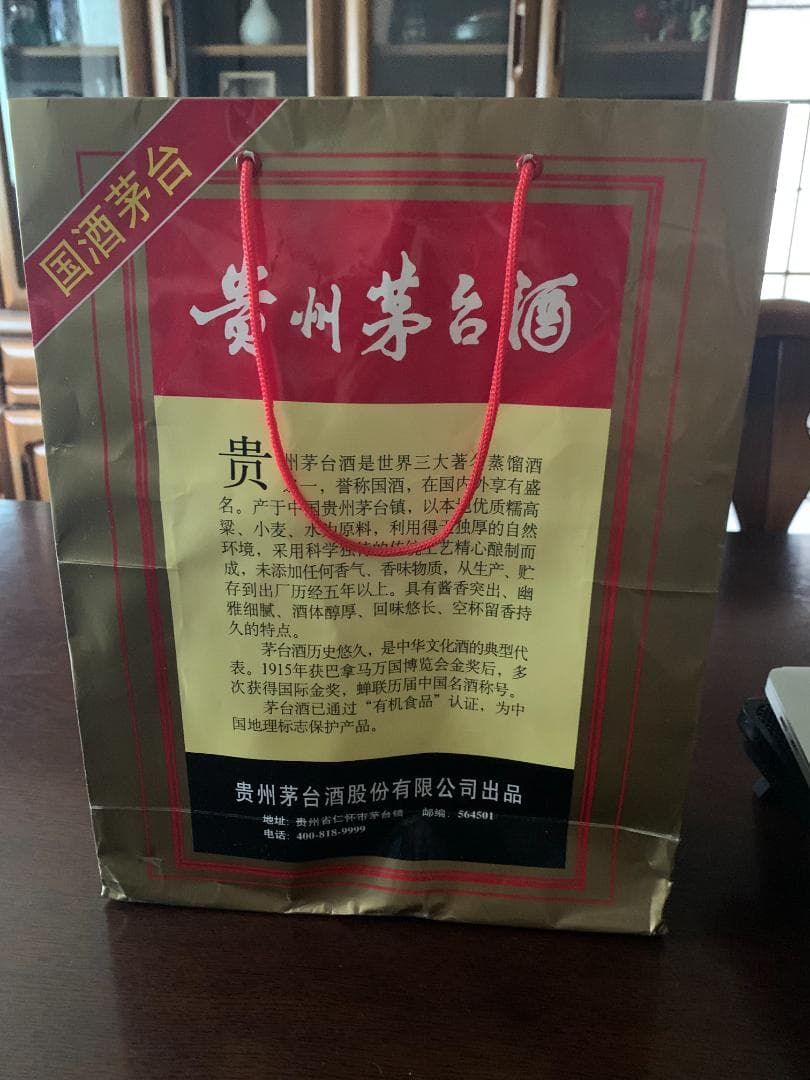 国酒茅台
贵州茅台酒
贵州茅台酒是世界三大著名蒸馏酒
之一，誉称国酒，在国内外享有盛
名。产于中国贵州茅台镇，以本地优质糯高
粱、小麦、水为原料，利用得天独厚的自然
环境，采用科学独特的传统工艺精心酿制而
成，未添加任何香气、香味物质，从生产、贮
存到出厂历经五年以上。具有酱香突出、幽
雅细腻、酒体醇厚、回味悠长、空杯留香持
久的特点。
茅台酒历史悠久，是中华文化酒的典型代
表。1915年获巴拿马万国博览会金奖后，多
次获得国际金奖，蝉联历届中国名酒称号。
茅台酒已通过“有机食品”认证，为中
国地理标志保护产品。
贵州茅台酒股份有限公司出品
地址：贵州省仁怀市茅台镇 邮编：564501
电话：400-818-9999